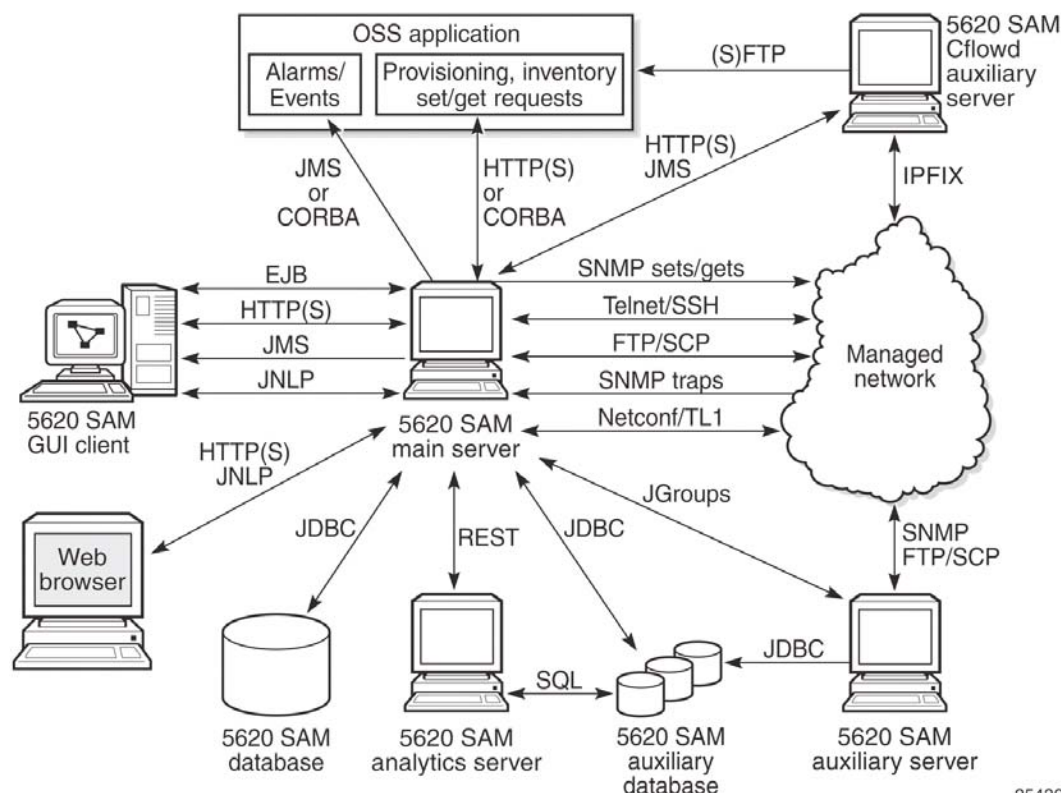 OSS application
Alarms/
Events
Provisioning, inventory
set/get requests
(S)FTP
5620 SAM
Cflowd
auxiliary
server
JMS
or
CORBA
HTTP(S)
or
CORBA
HTTP(S)
JMS
IPFIX
EJB
HTTP(S)
JMS
JNLP
5620 SAM
GUI client
SNMP sets/gets
Telnet/SSH
FTP/SCP
SNMP traps
Netconf/TL1
Managed
network
5620 SAM
main server
HTTP(S)
JNLP
Web
browser
JDBC
REST
JDBC
JGroups
SNMP
FTP/SCP
SQL
JDBC
5620 SAM
database
5620 SAM
analytics server
5620 SAM
auxiliary
database
5620 SAM
auxiliary server